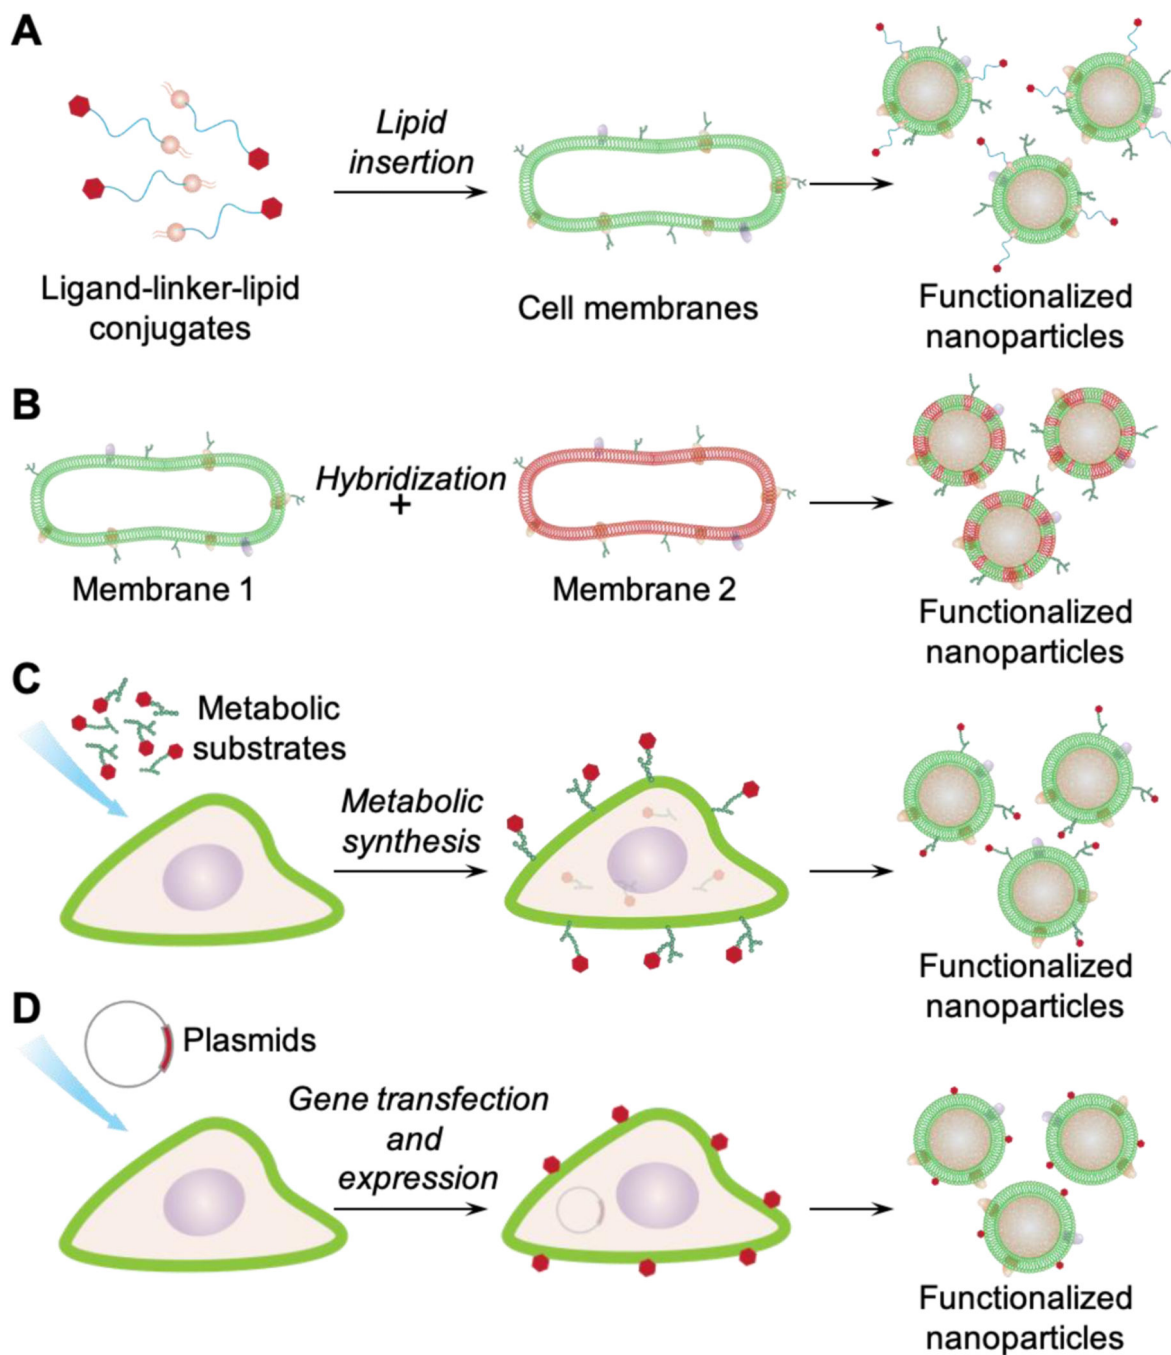 A
Lipid
insertion
Ligand-linker-lipid
conjugates
Cell membranes
Functionalized
nanoparticles
B
Hybridization
+
Membrane 1
Membrane 2
Functionalized
nanoparticles
C
Metabolic
substrates
Metabolic
synthesis
Functionalized
nanoparticles
D
Plasmids
Gene transfection
and
expression
Functionalized
nanoparticles